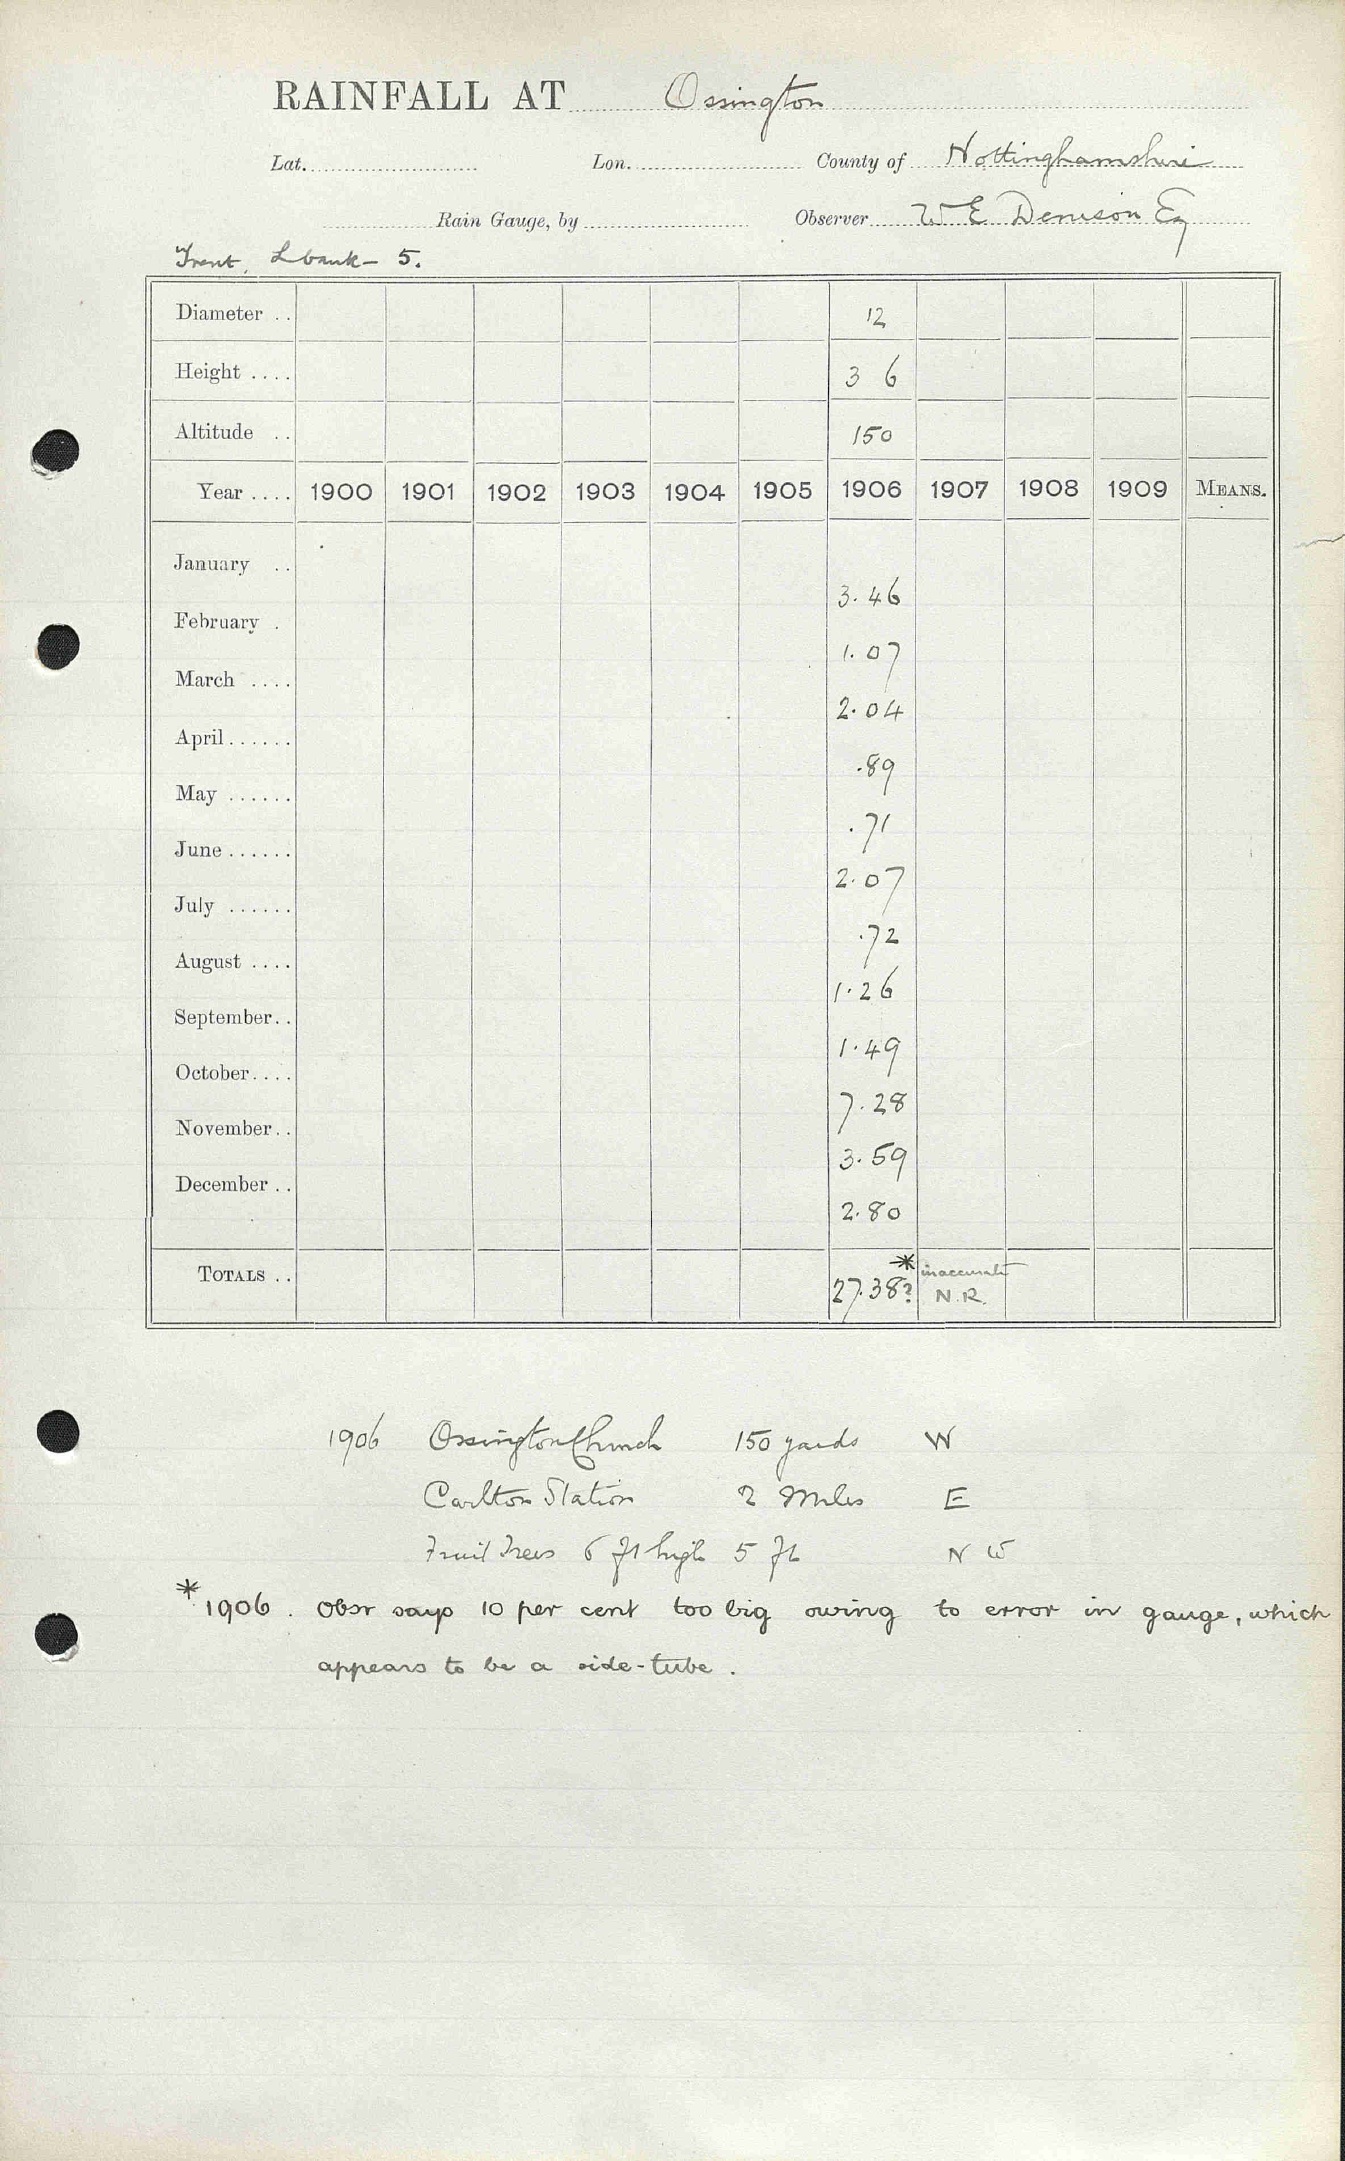 RAINFALL AT Ossington
Lat. Lon. County of Nottinghamshire
Rain Gauge, by Observer W E Denison Esq
Trent, L bank - 5.
Diameter .. 12
Height .... 3 6
Altitude .. 150
Year .... 1900 1901 1902 1903 1904 1905 1906 1907 1908 1909 MEANS.
January .. 3.46
February . 1.07
March .... 2.04
April ...... .89
May ...... .71
June ...... 2.07
July ...... .72
August .... 1.26
September.. 1.49
October.... 7.28
November.. 3.59
December .. 2.80
TOTALS .. 27.38? * inaccurate
N.R.
1906 Ossington Church 150 yards W
Carlton Station 2 Miles E
Fruit Trees 6 ft high 5 ft N W
* 1906. Obsr says 10 per cent too big owing to error in gauge, which
appears to be a side-tube.